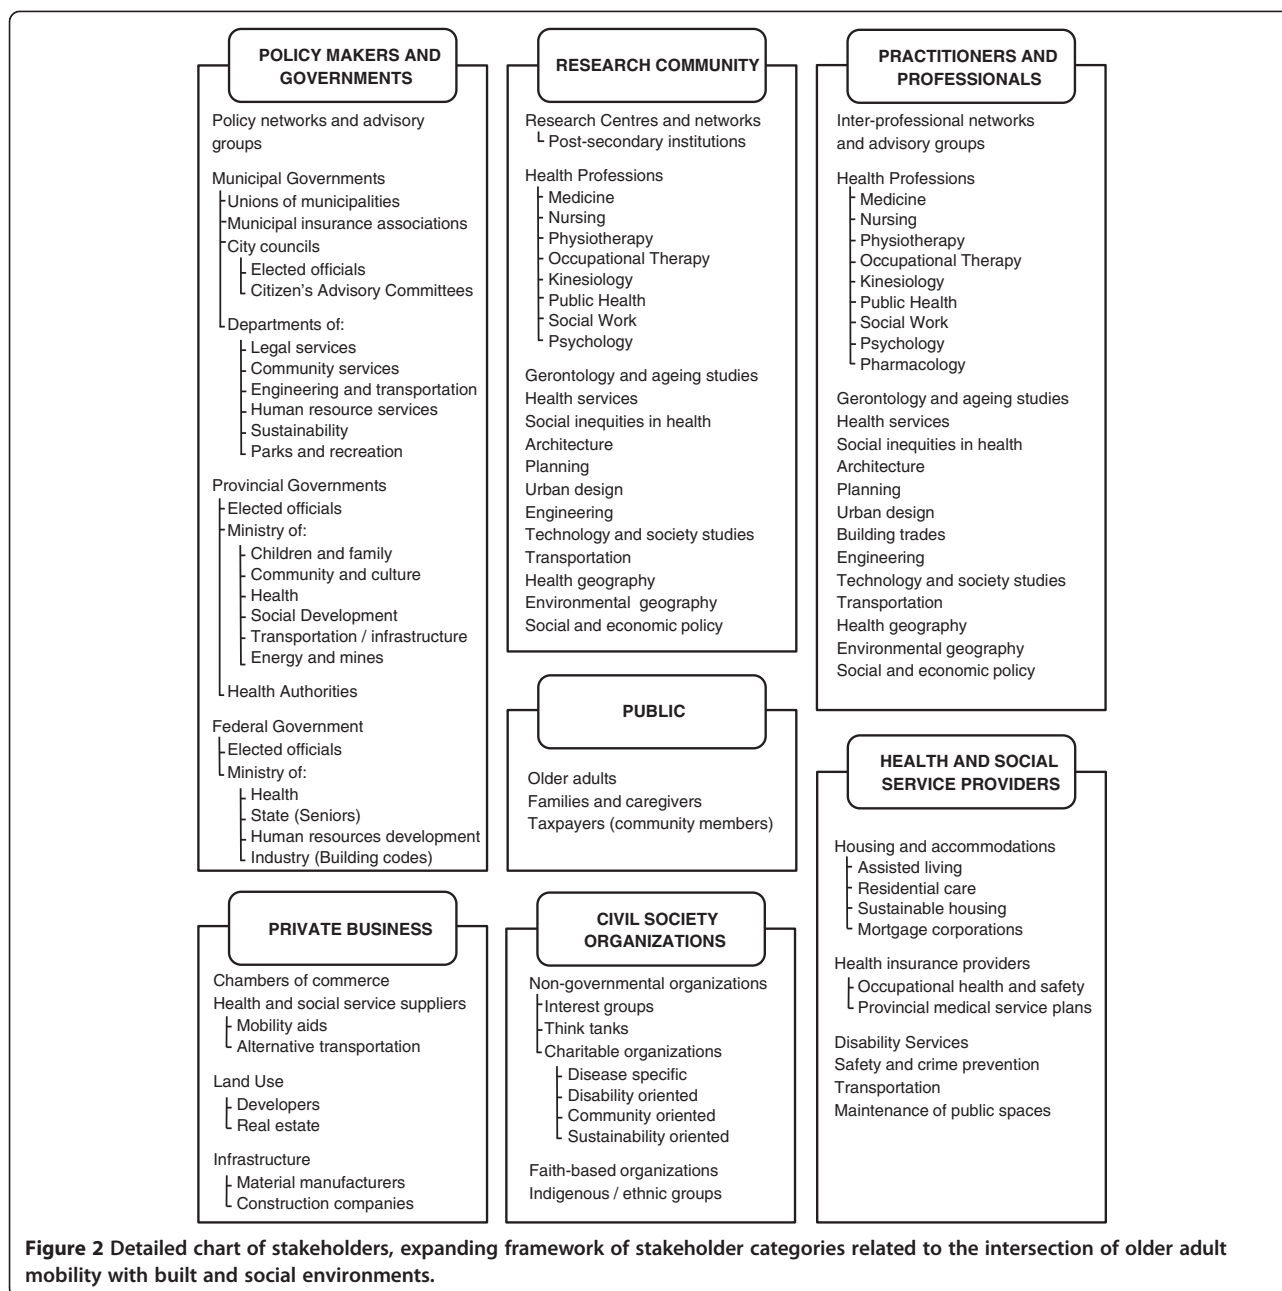 POLICY MAKERS AND
GOVERNMENTS
Policy networks and advisory
groups
Municipal Governments
Unions of municipalities
Municipal insurance associations
City councils
Elected officials
Citizen's Advisory Committees
Departments of:
Legal services
Community services
Engineering and transportation
Human resource services
Sustainability
Parks and recreation
Provincial Governments
Elected officials
Ministry of:
Children and family
Community and culture
Health
Social Development
Transportation / infrastructure
Energy and mines
Health Authorities
Federal Government
Elected officials
Ministry of:
Health
State (Seniors)
Human resources development
Industry (Building codes)
RESEARCH COMMUNITY
Research Centres and networks
Post-secondary institutions
Health Professions
Medicine
Nursing
Physiotherapy
Occupational Therapy
Kinesiology
Public Health
Social Work
Psychology
Gerontology and ageing studies
Health services
Social inequities in health
Architecture
Planning
Urban design
Engineering
Technology and society studies
Transportation
Health geography
Environmental geography
Social and economic policy
PRACTITIONERS AND
PROFESSIONALS
Inter-professional networks
and advisory groups
Health Professions
Medicine
Nursing
Physiotherapy
Occupational Therapy
Kinesiology
Public Health
Social Work
Psychology
Pharmacology
Gerontology and ageing studies
Health services
Social inequities in health
Architecture
Planning
Urban design
Building trades
Engineering
Technology and society studies
Transportation
Health geography
Environmental geography
Social and economic policy
PUBLIC
Older adults
Families and caregivers
Taxpayers (community members)
HEALTH AND SOCIAL
SERVICE PROVIDERS
Housing and accommodations
Assisted living
Residential care
Sustainable housing
Mortgage corporations
Health insurance providers
Occupational health and safety
Provincial medical service plans
Disability Services
Safety and crime prevention
Transportation
Maintenance of public spaces
PRIVATE BUSINESS
Chambers of commerce
Health and social service suppliers
Mobility aids
Alternative transportation
Land Use
Developers
Real estate
Infrastructure
Material manufacturers
Construction companies
CIVIL SOCIETY
ORGANIZATIONS
Non-governmental organizations
Interest groups
Think tanks
Charitable organizations
Disease specific
Disability oriented
Community oriented
Sustainability oriented
Faith-based organizations
Indigenous / ethnic groups
Figure 2 Detailed chart of stakeholders, expanding framework of stakeholder categories related to the intersection of older adult
mobility with built and social environments.